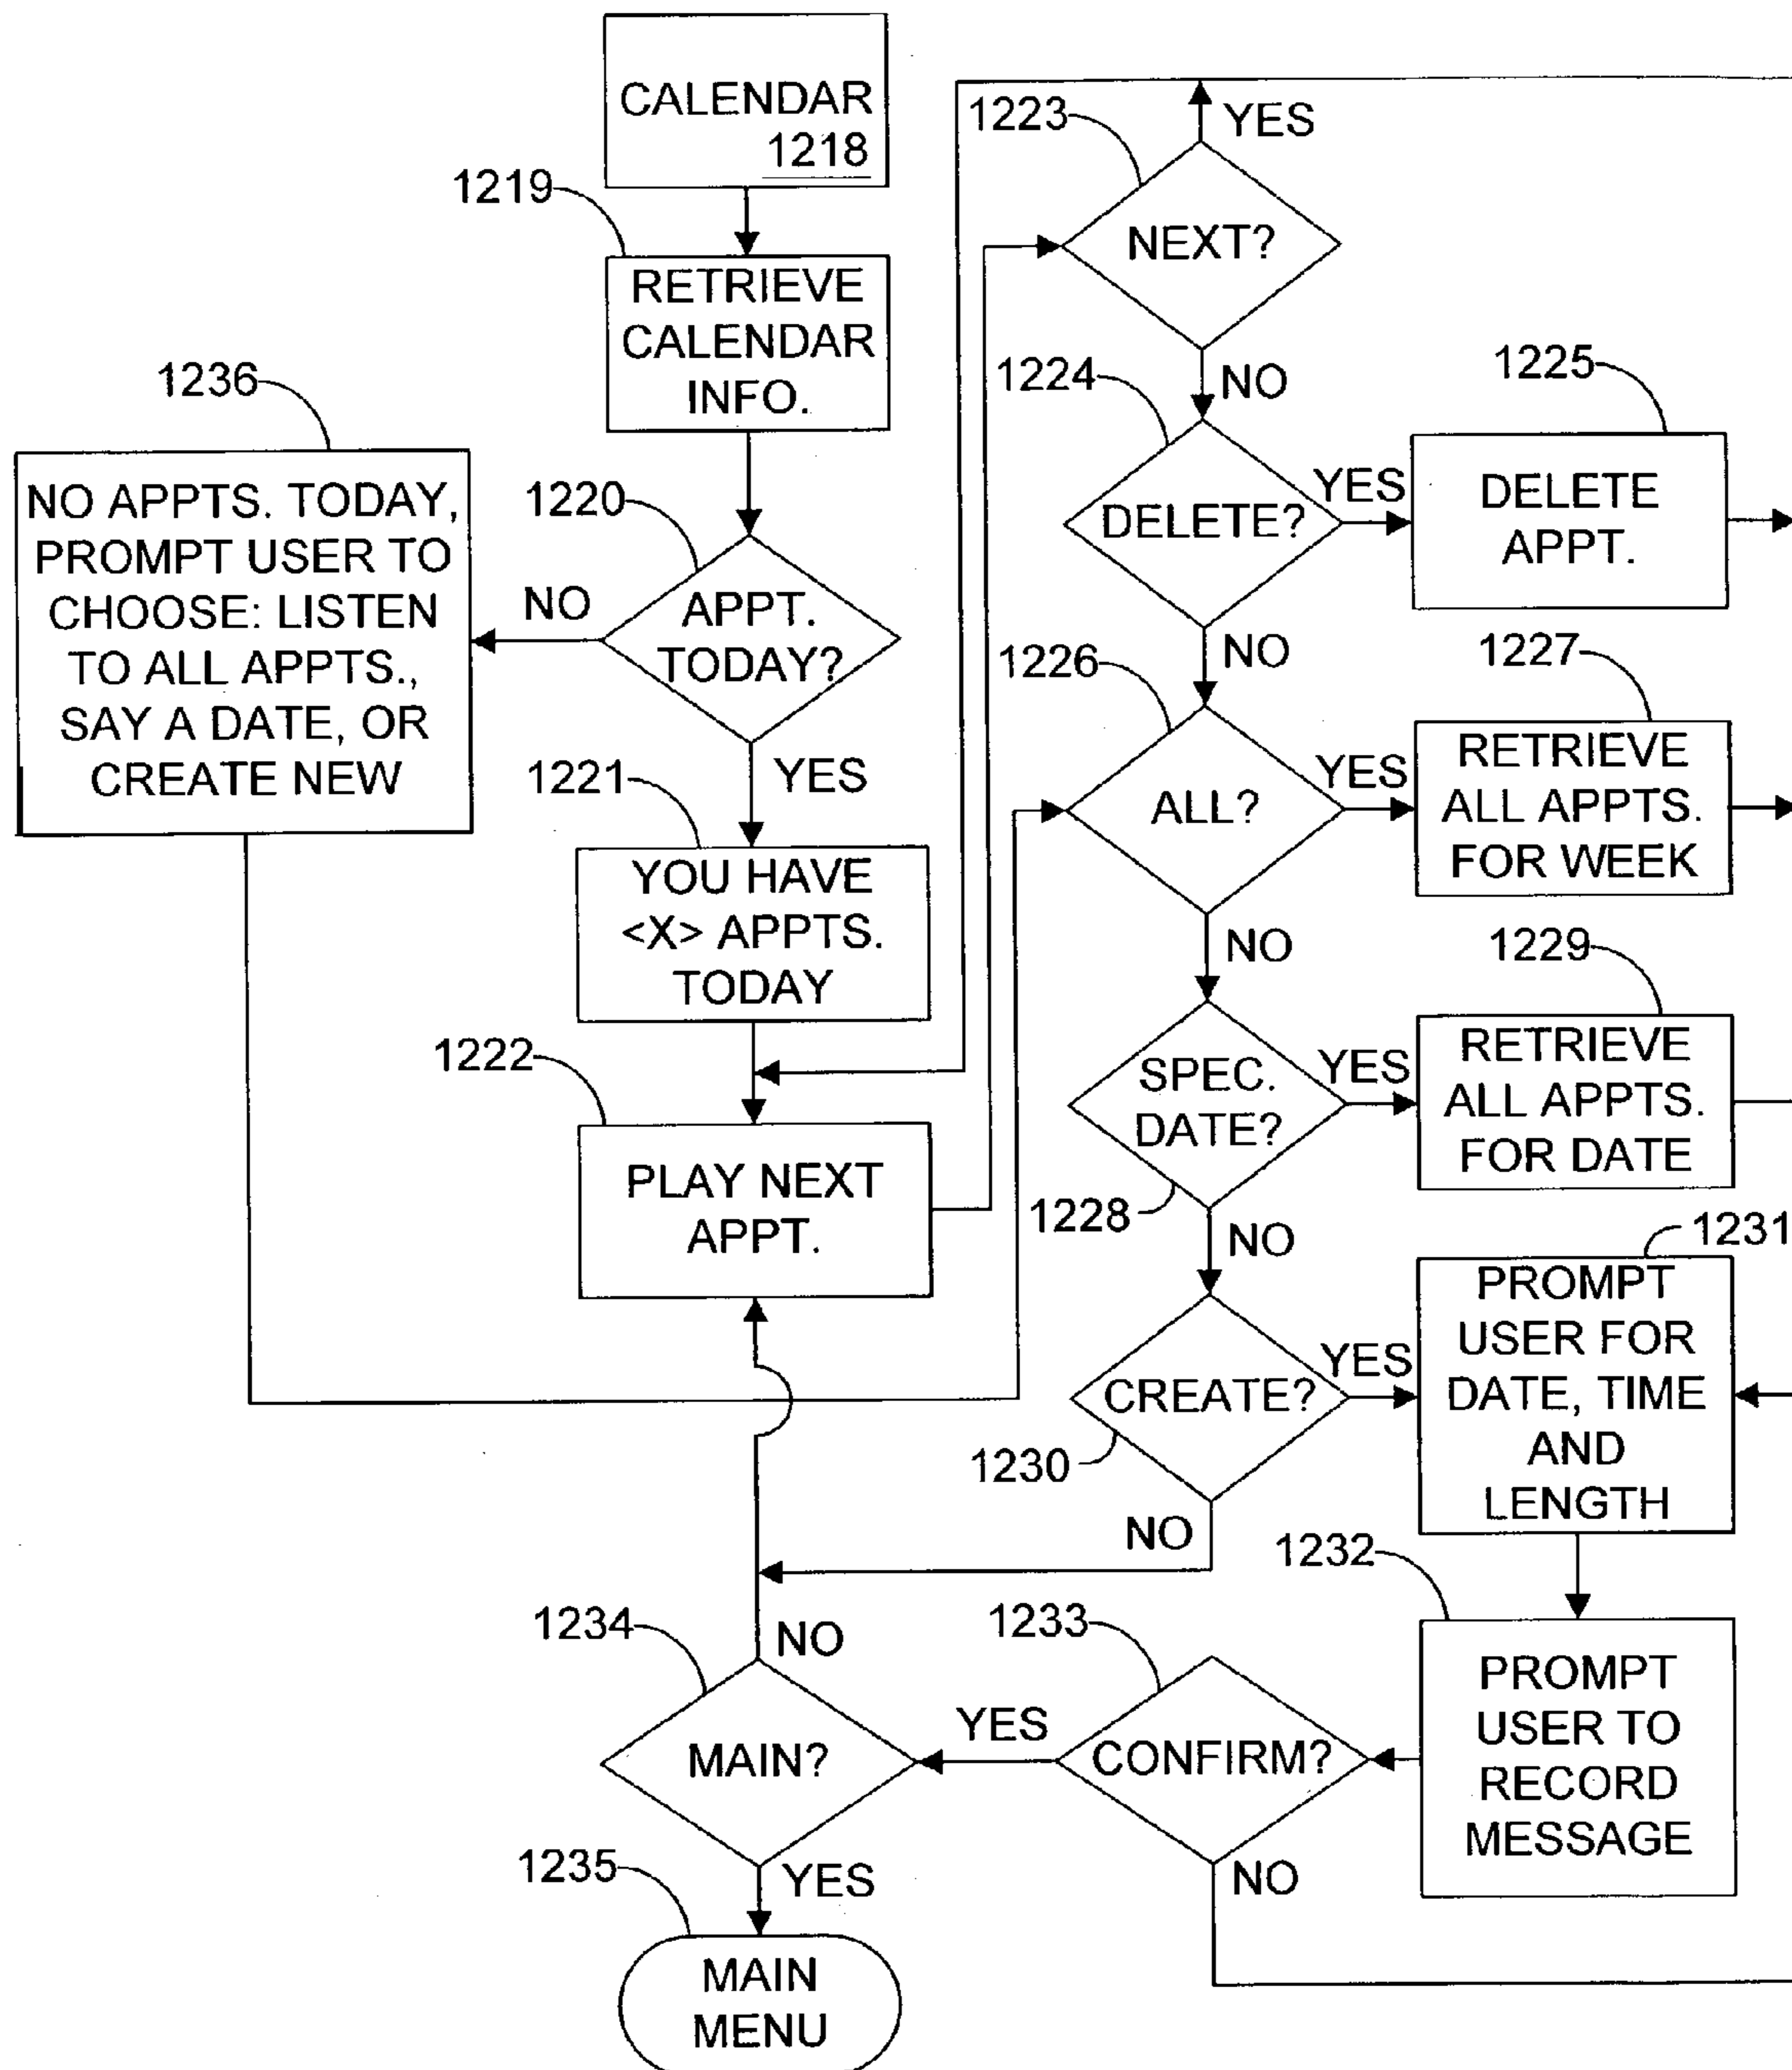 CALENDAR
1218
1219
RETRIEVE
CALENDAR
INFO.
1236
NO APPTS. TODAY,
PROMPT USER TO
CHOOSE: LISTEN
TO ALL APPTS.,
SAY A DATE, OR
CREATE NEW
1220
APPT.
TODAY?
NO
YES
1221
YOU HAVE
<X> APPTS.
TODAY
1222
PLAY NEXT
APPT.
1223
NEXT?
YES
NO
1224
DELETE?
YES
NO
1225
DELETE
APPT.
1226
ALL?
YES
NO
1227
RETRIEVE
ALL APPTS.
FOR WEEK
SPEC.
DATE?
1228
YES
NO
1229
RETRIEVE
ALL APPTS.
FOR DATE
CREATE?
1230
YES
NO
1231
PROMPT
USER FOR
DATE, TIME
AND
LENGTH
1232
PROMPT
USER TO
RECORD
MESSAGE
1233
CONFIRM?
YES
NO
1234
MAIN?
NO
YES
1235
MAIN
MENU